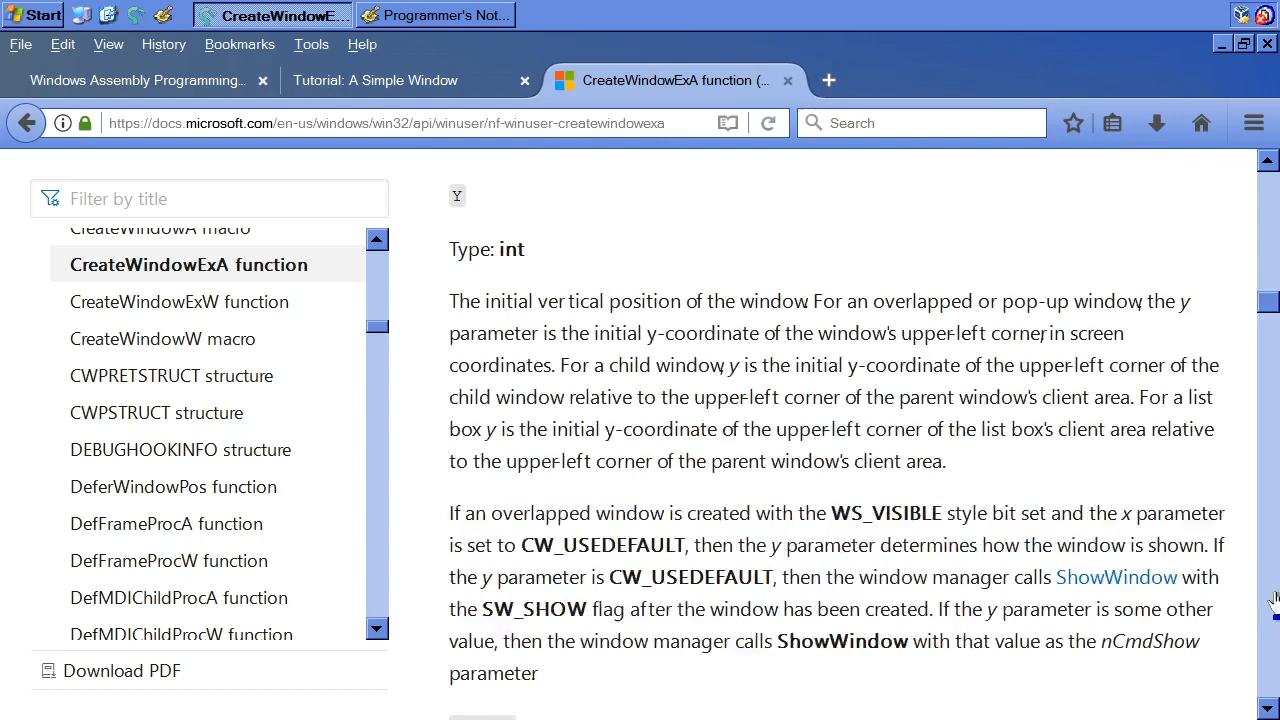 Start
CreateWindowE...
Programmer's Not...
File Edit View History Bookmarks Tools Help
Windows Assembly Programming...
Tutorial: A Simple Window
CreateWindowExA function (...
https://docs.microsoft.com/en-us/windows/win32/api/winuser/nf-winuser-createwindowexa
Search
Filter by title
CreateWindowA macro
CreateWindowExA function
CreateWindowExW function
CreateWindowW macro
CWPRETSTRUCT structure
CWPSTRUCT structure
DEBUGHOOKINFO structure
DeferWindowPos function
DefFrameProcA function
DefFrameProcW function
DefMDIChildProcA function
DefMDIChildProcW function
Download PDF
Y
Type: int
The initial vertical position of the window. For an overlapped or pop-up window, the y
parameter is the initial y-coordinate of the window's upper-left corner, in screen
coordinates. For a child window, y is the initial y-coordinate of the upper-left corner of the
child window relative to the upper-left corner of the parent window's client area. For a list
box y is the initial y-coordinate of the upper-left corner of the list box's client area relative
to the upper-left corner of the parent window's client area.
If an overlapped window is created with the WS_VISIBLE style bit set and the x parameter
is set to CW_USEDEFAULT, then the y parameter determines how the window is shown. If
the y parameter is CW_USEDEFAULT, then the window manager calls ShowWindow with
the SW_SHOW flag after the window has been created. If the y parameter is some other
value, then the window manager calls ShowWindow with that value as the nCmdShow
parameter.